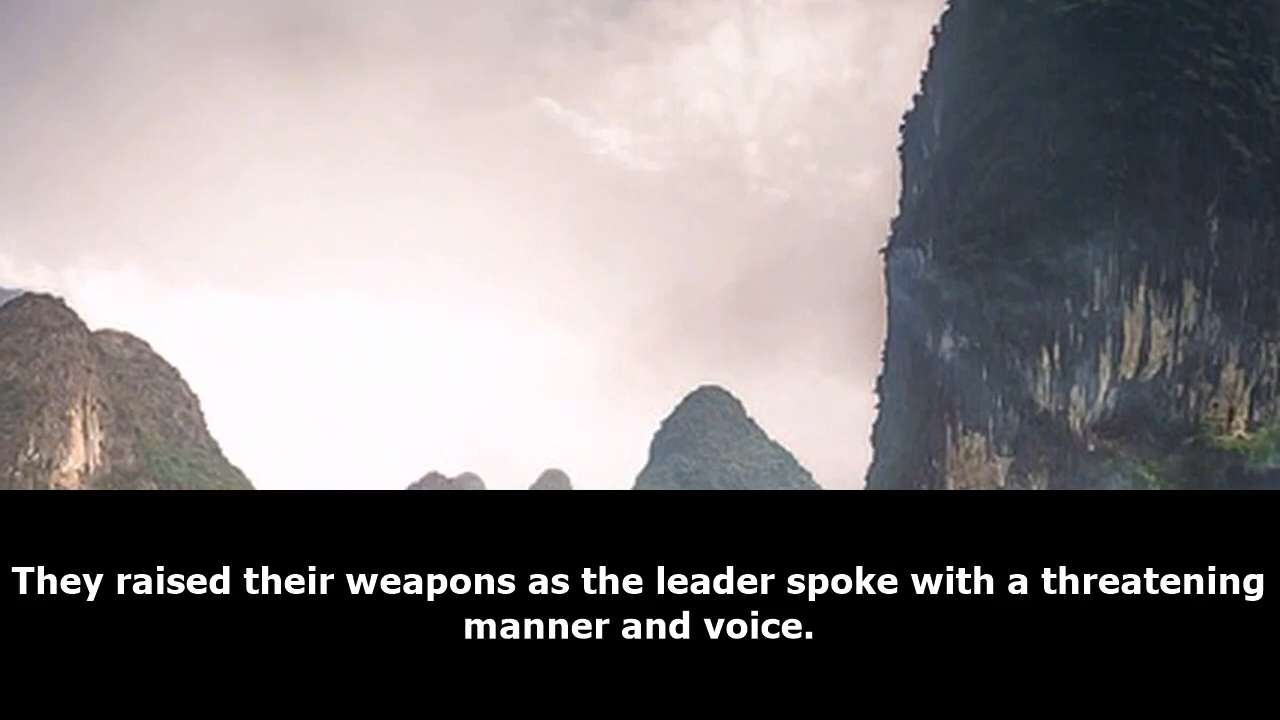 They raised their weapons as the leader spoke with a threatening
manner and voice.